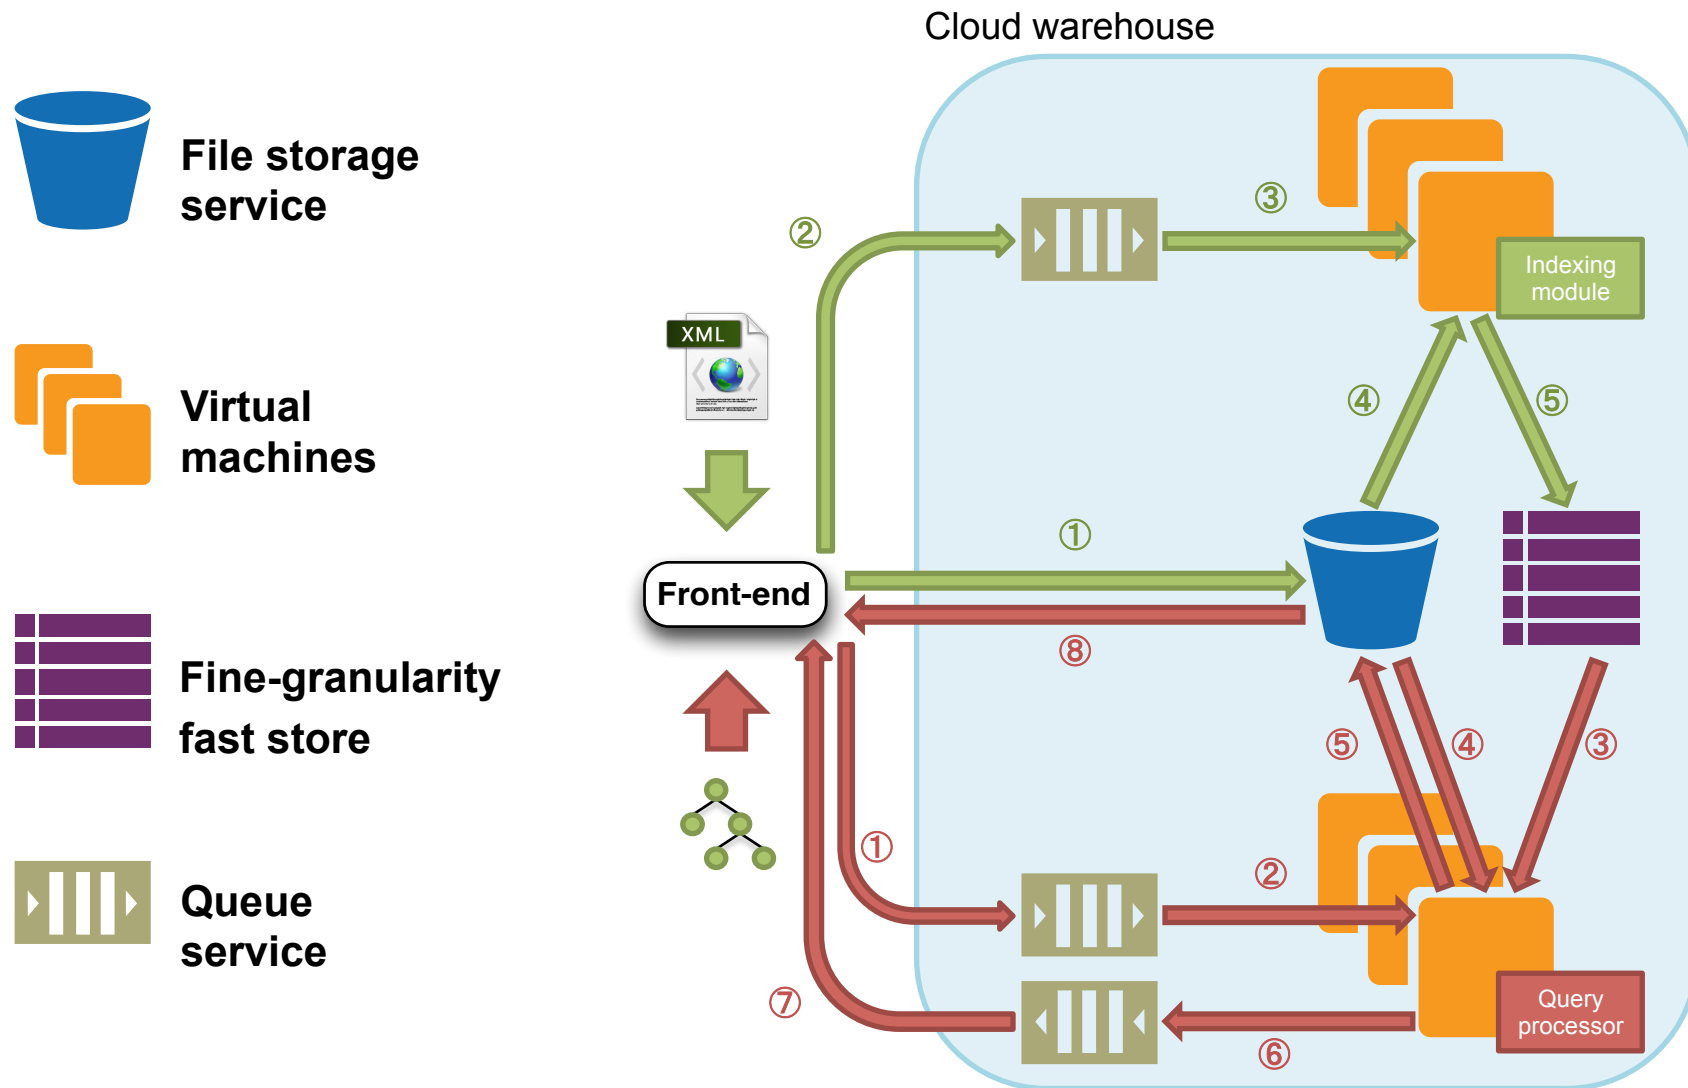 Cloud warehouse
File storage
service
Virtual
machines
Fine-granularity
fast store
Queue
service
XML
Front-end
②
③
Indexing
module
④
⑤
①
⑧
⑤
④
③
①
②
⑦
⑥
Query
processor